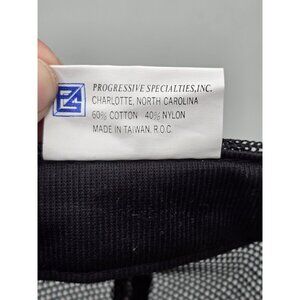 PROGRESSIVE SPECIALTIES,INC.
CHARLOTTE, NORTH CAROLINA
60% COTTON 40% NYLON
MADE IN TAIWAN. R.O.C